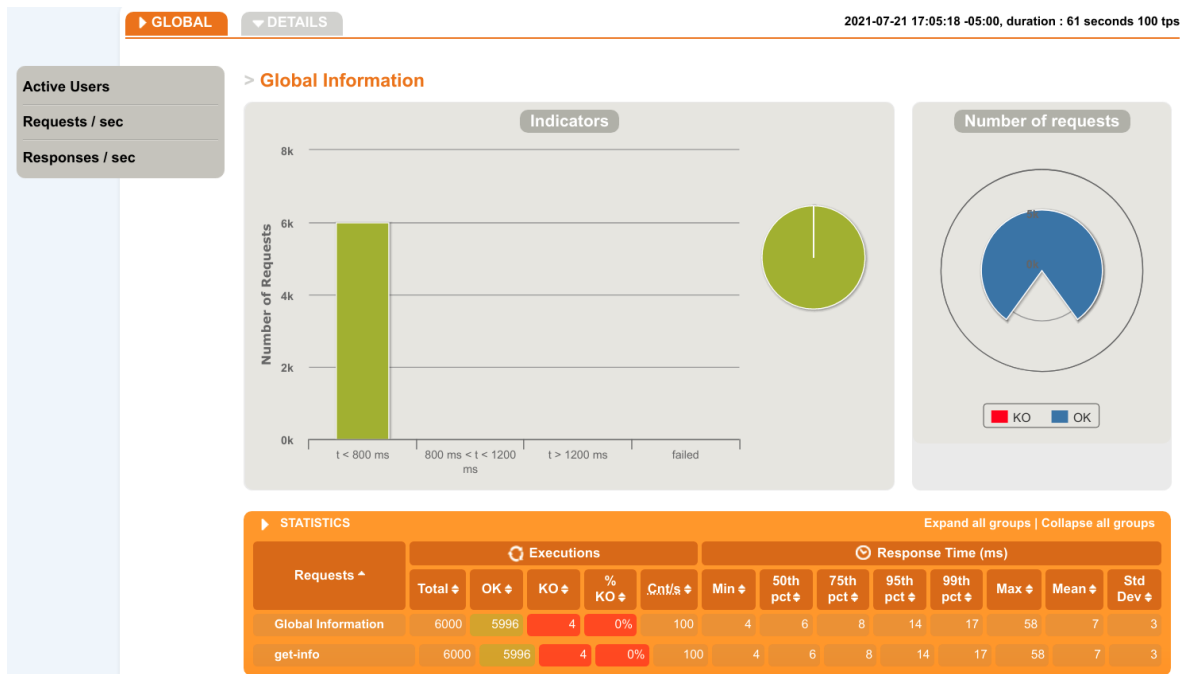 GLOBAL
DETAILS
2021-07-21 17:05:18 -05:00, duration : 61 seconds 100 tps
Active Users
Requests / sec
Responses / sec
> Global Information
Indicators
8k
6k
4k
2k
0k
Number of Requests
t < 800 ms
800 ms < t < 1200
ms
t > 1200 ms
failed
Number of requests
KO
OK
STATISTICS
Expand all groups | Collapse all groups
Requests
Executions
Response Time (ms)
Total OK KO % KO Cnt/s Min 50th pct 75th pct 95th pct 99th pct Max Mean Std Dev
Global Information 6000 5996 4 0% 100 4 6 8 14 17 58 7 3
get-info 6000 5996 4 0% 100 4 6 8 14 17 58 7 3